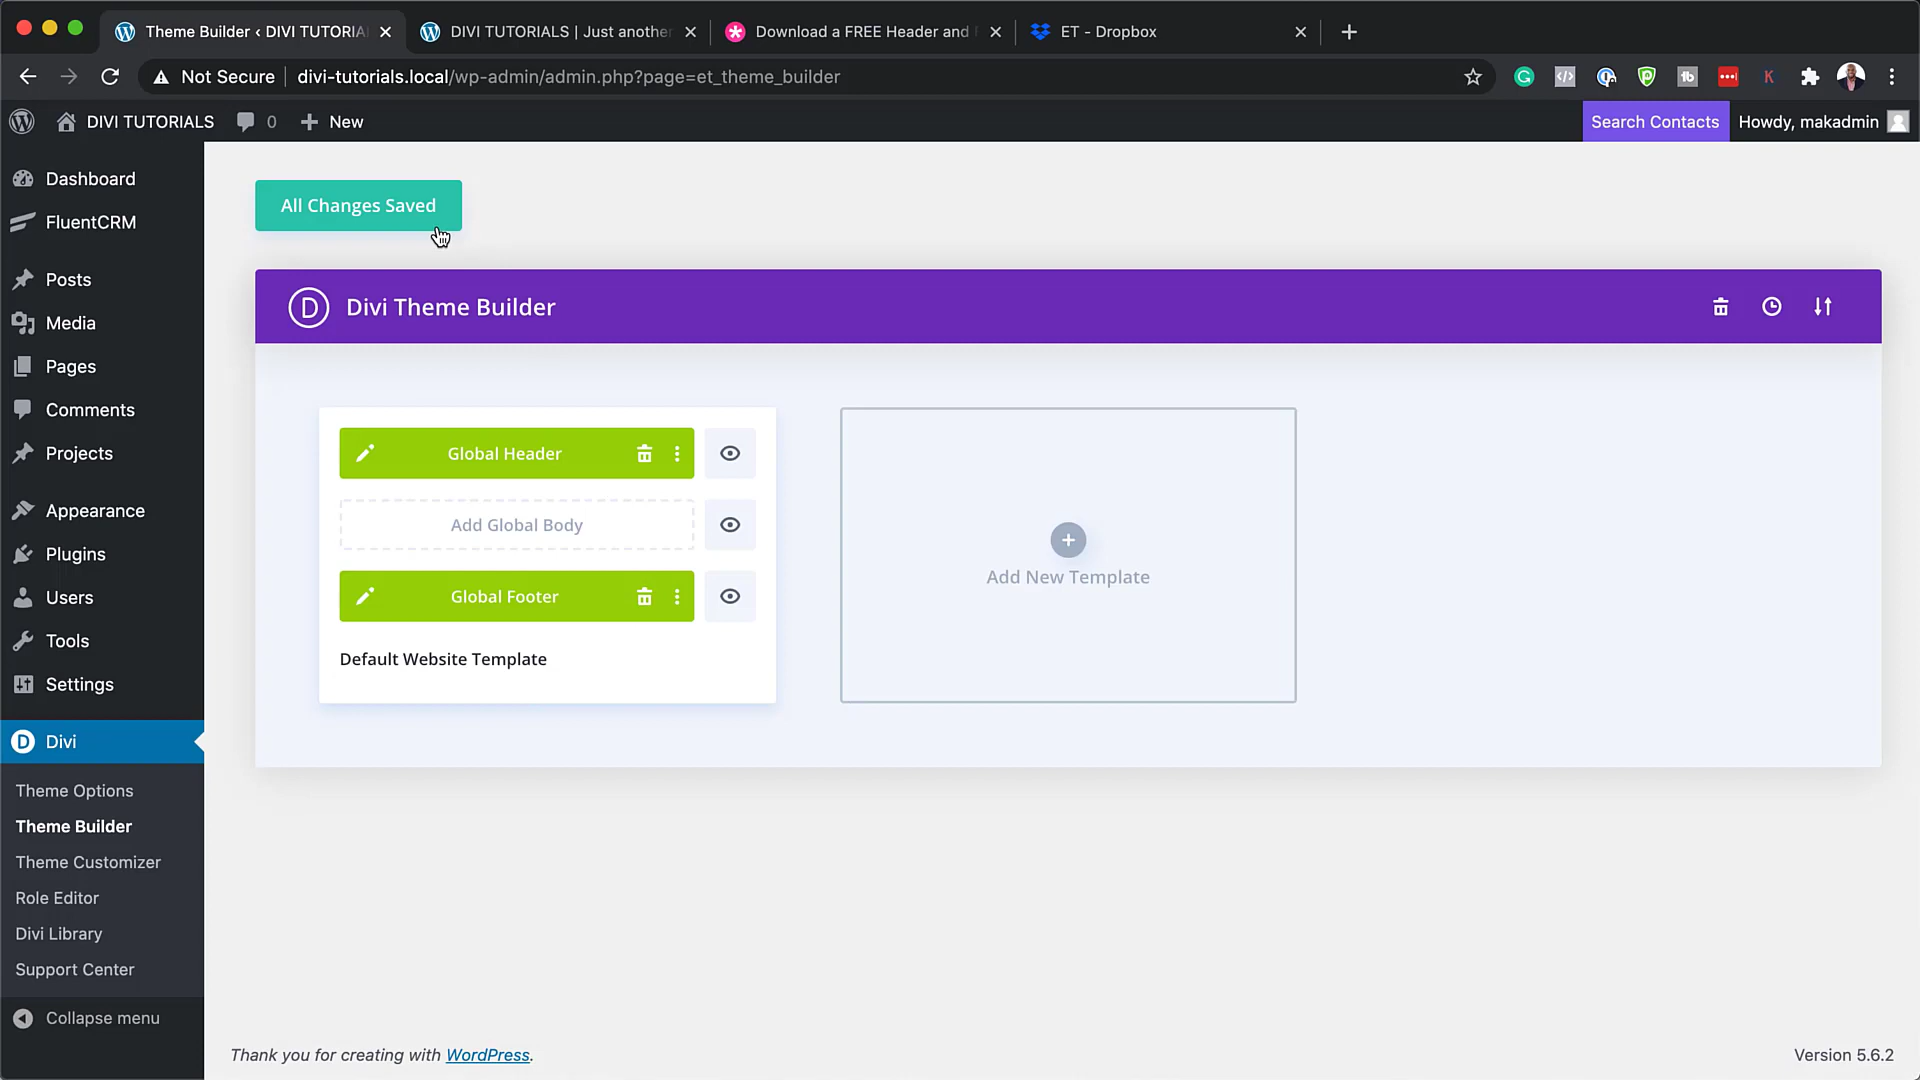 Theme Builder ‹ DIVI TUTORIA
DIVI TUTORIALS | Just anothe
Download a FREE Header and
ET - Dropbox
Not Secure
divi-tutorials.local/wp-admin/admin.php?page=et_theme_builder
DIVI TUTORIALS
0
New
Search Contacts
Howdy, makadmin
Dashboard
FluentCRM
Posts
Media
Pages
Comments
Projects
Appearance
Plugins
Users
Tools
Settings
Divi
Theme Options
Theme Builder
Theme Customizer
Role Editor
Divi Library
Support Center
Collapse menu
All Changes Saved
D
Divi Theme Builder
Global Header
Add Global Body
Global Footer
Default Website Template
Add New Template
Thank you for creating with WordPress.
Version 5.6.2